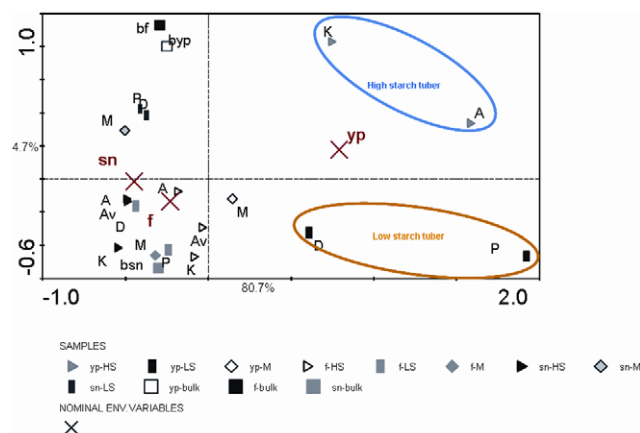 1.0
bf
byp
K
High starch tuber
A
P
D
M
4.7%
yp
sn
A
A
Av
f
M
D
Av
M
D
Low starch tuber
P
K
bsn
P
K
-0.6
-1.0
80.7%
2.0
SAMPLES
yp-HS yp-LS yp-M f-HS f-LS f-M sn-HS sn-M
sn-LS yp-bulk f-bulk sn-bulk
NOMINAL ENV.VARIABLES